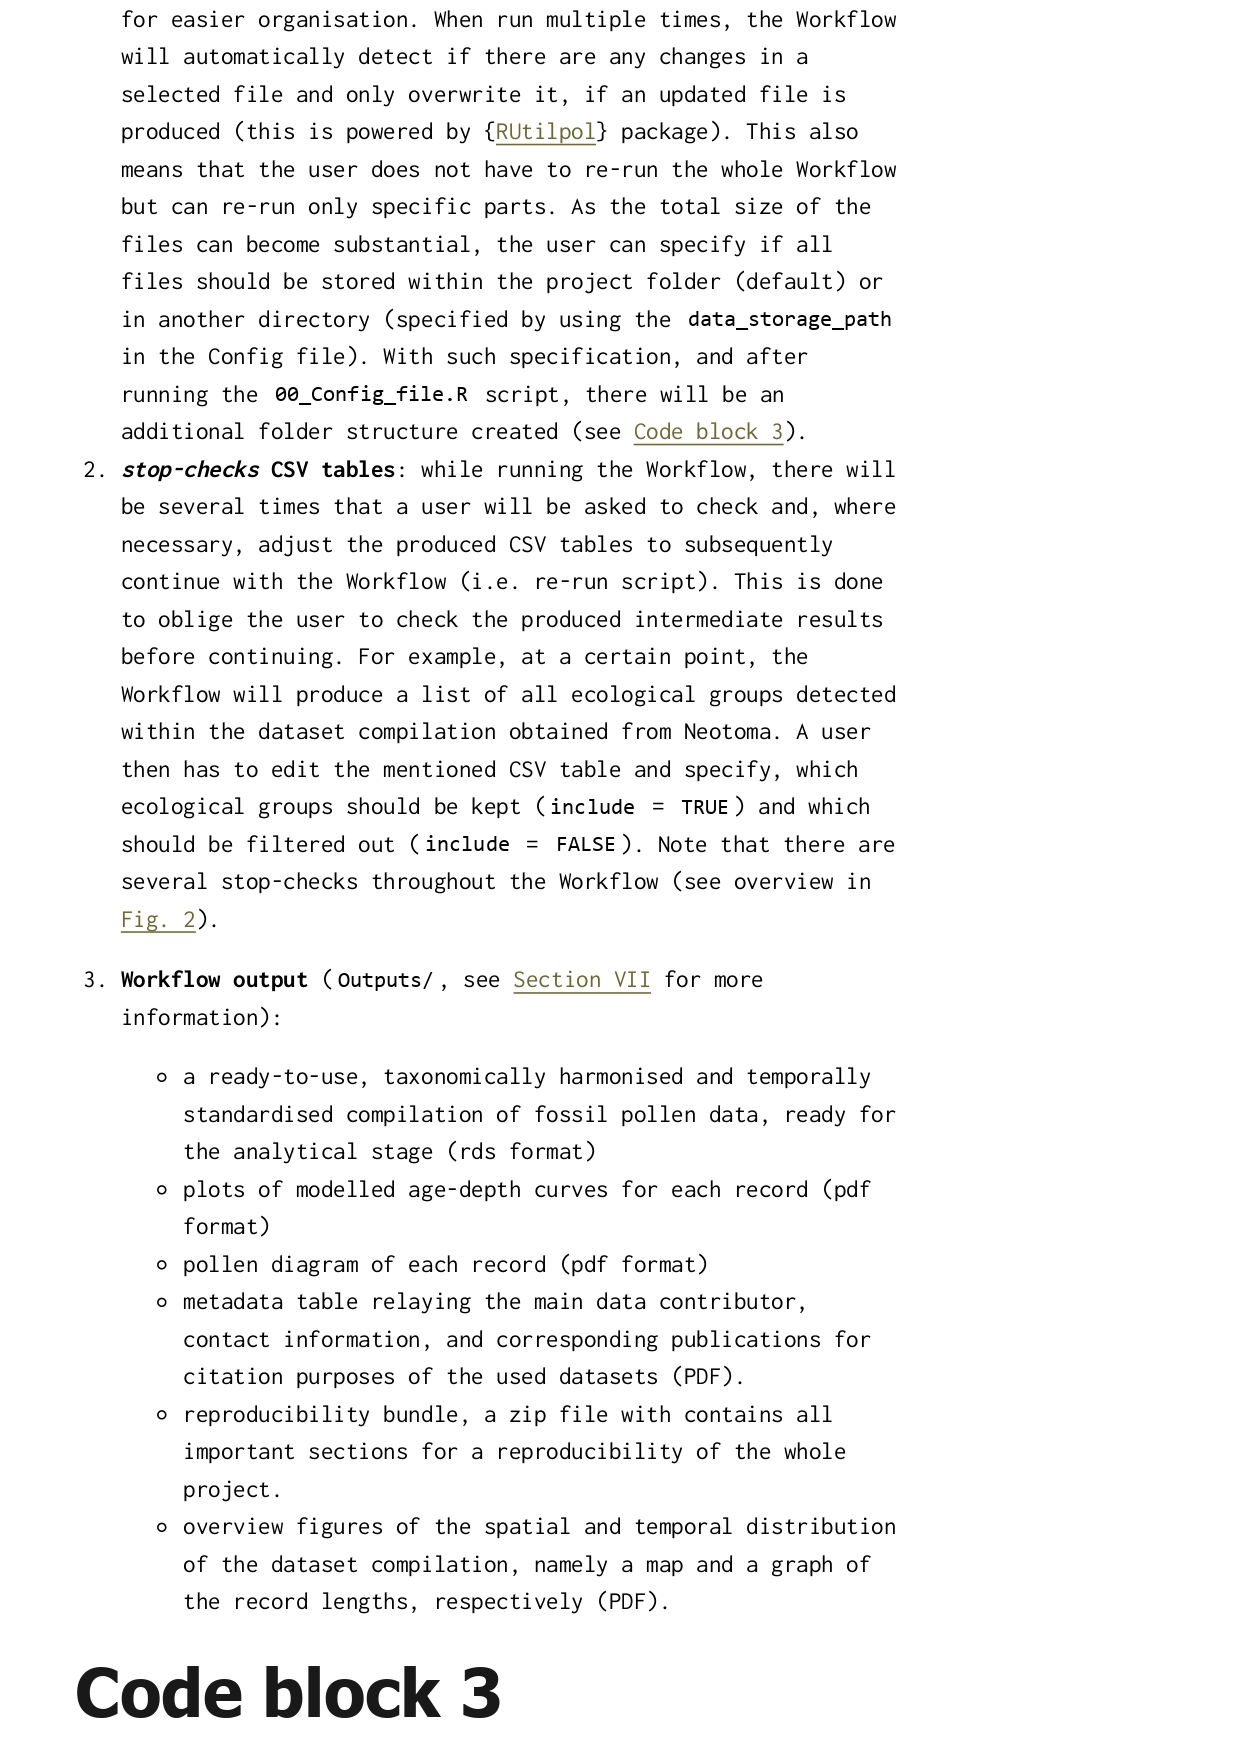 for easier organisation. When run multiple times, the Workflow
will automatically detect if there are any changes in a
selected file and only overwrite it, if an updated file is
produced (this is powered by {RUtilpol} package). This also
means that the user does not have to re-run the whole Workflow
but can re-run only specific parts. As the total size of the
files can become substantial, the user can specify if all
files should be stored within the project folder (default) or
in another directory (specified by using the data_storage_path
in the Config file). With such specification, and after
running the 00_Config_file.R script, there will be an
additional folder structure created (see Code block 3).
2. stop-checks CSV tables: while running the Workflow, there will
be several times that a user will be asked to check and, where
necessary, adjust the produced CSV tables to subsequently
continue with the Workflow (i.e. re-run script). This is done
to oblige the user to check the produced intermediate results
before continuing. For example, at a certain point, the
Workflow will produce a list of all ecological groups detected
within the dataset compilation obtained from Neotoma. A user
then has to edit the mentioned CSV table and specify, which
ecological groups should be kept (include = TRUE) and which
should be filtered out (include = FALSE). Note that there are
several stop-checks throughout the Workflow (see overview in
Fig. 2).
3. Workflow output (Outputs/, see Section VII for more
information):
◦ a ready-to-use, taxonomically harmonised and temporally
standardised compilation of fossil pollen data, ready for
the analytical stage (rds format)
◦ plots of modelled age-depth curves for each record (pdf
format)
◦ pollen diagram of each record (pdf format)
◦ metadata table relaying the main data contributor,
contact information, and corresponding publications for
citation purposes of the used datasets (PDF).
◦ reproducibility bundle, a zip file with contains all
important sections for a reproducibility of the whole
project.
◦ overview figures of the spatial and temporal distribution
of the dataset compilation, namely a map and a graph of
the record lengths, respectively (PDF).
Code block 3